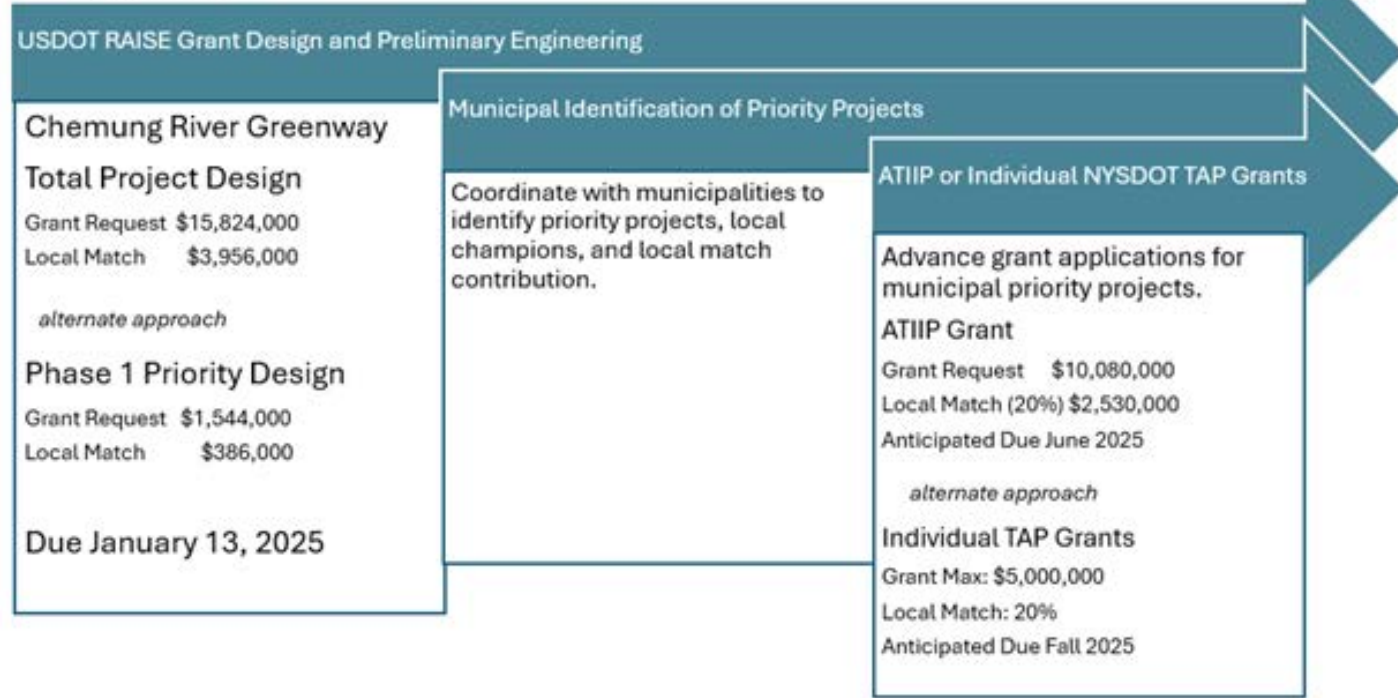 USDOT RAISE Grant Design and Preliminary Engineering
Chemung River Greenway
Total Project Design
Grant Request $15,824,000
Local Match $3,956,000
alternate approach
Phase 1 Priority Design
Grant Request $1,544,000
Local Match $386,000
Due January 13, 2025
Municipal Identification of Priority Projects
Coordinate with municipalities to
identify priority projects, local
champions, and local match
contribution.
ATIIP or Individual NYSDOT TAP Grants
Advance grant applications for
municipal priority projects.
ATIIP Grant
Grant Request $10,080,000
Local Match (20%) $2,530,000
Anticipated Due June 2025
alternate approach
Individual TAP Grants
Grant Max: $5,000,000
Local Match: 20%
Anticipated Due Fall 2025